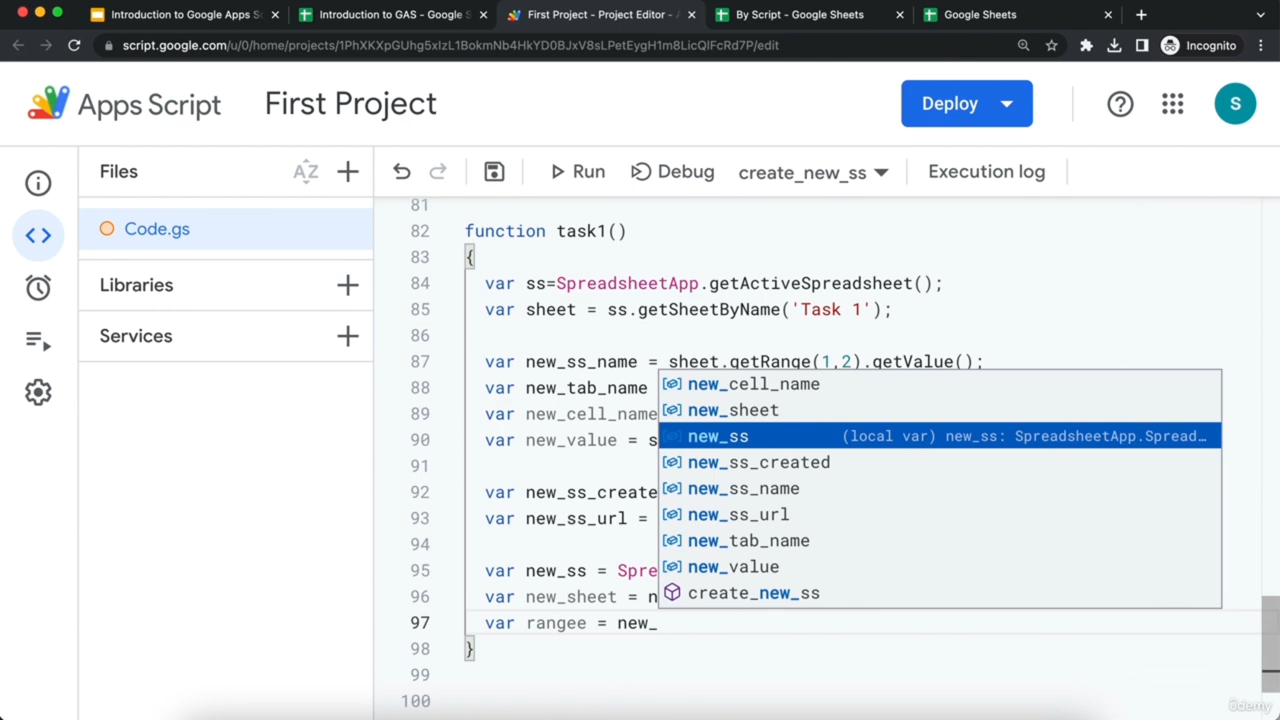 Introduction to Google Apps Sc
Introduction to GAS - Google S
First Project - Project Editor - A
By Script - Google Sheets
Google Sheets
script.google.com/u/0/home/projects/1PhXKXpGUhg5xIzL1BokmNb4HkYD0BJxV8sLPetEygH1m8LicQlFcRd7P/edit
Incognito
Apps Script
First Project
Deploy
S
Files
AZ
Run
Debug
create_new_ss
Execution log
Code.gs
Libraries
Services
81
82 function task1()
83 {
84 var ss=SpreadsheetApp.getActiveSpreadsheet();
85 var sheet = ss.getSheetByName('Task 1');
86
87 var new_ss_name = sheet.getRange(1,2).getValue();
88 var new_tab_name
89 var new_cell_name
90 var new_value = s
91
92 var new_ss_create
93 var new_ss_url =
94
95 var new_ss = Spre
96 var new_sheet = n
97 var rangee = new_
98 }
99
100
new_cell_name
new_sheet
new_ss (local var) new_ss: SpreadsheetApp.Spread…
new_ss_created
new_ss_name
new_ss_url
new_tab_name
new_value
create_new_ss
ûdemy